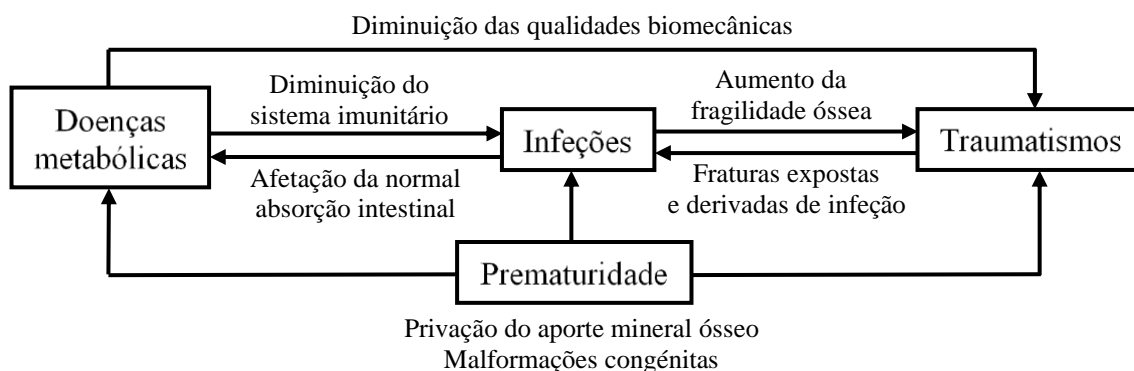 Diminuição das qualidades biomecânicas
Doenças
metabólicas
Diminuição do
sistema imunitário
Afetação da normal
absorção intestinal
Infeções
Aumento da
fragilidade óssea
Fraturas expostas
e derivadas de infeção
Traumatismos
Prematuridade
Privação do aporte mineral ósseo
Malformações congénitas